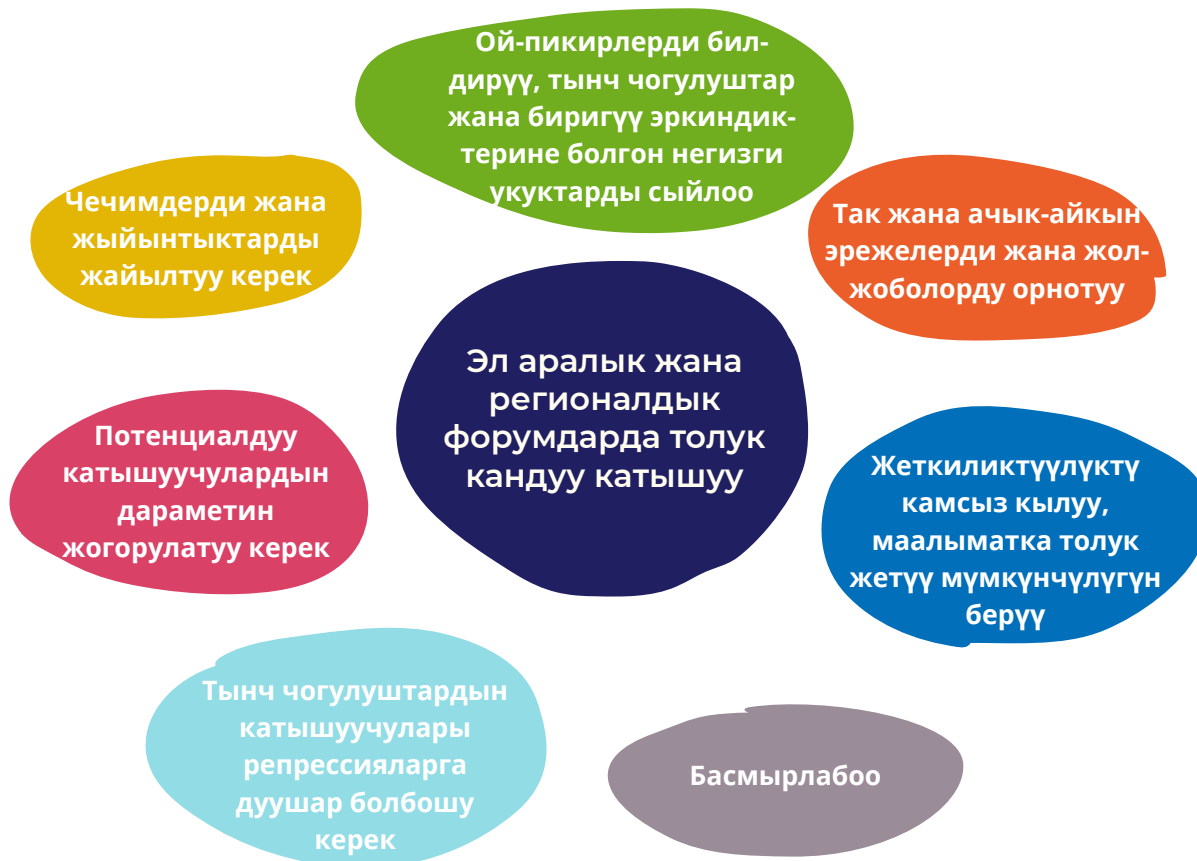 Ой-пикирлерди бил-
дирүү, тынч чогулуштар
жана биригүү эркиндик-
терине болгон негизги
укуктарды сыйлоо
Чечимдерди жана
жыйынтыктарды
жайылтуу керек
Так жана ачык-айкын
эрежелерди жана жол-
жоболорду орнотуу
Эл аралык жана
регионалдык
форумдарда толук
кандуу катышуу
Потенциалдуу
катышуучулардын
дараметин
жогорулатуу керек
Жеткиликтүүлүктү
камсыз кылуу,
маалыматка толук
жетүү мүмкүнчүлүгүн
берүү
Тынч чогулуштардын
катышуучулары
репрессияларга
дуушар болбошу
керек
Басмырлабоо